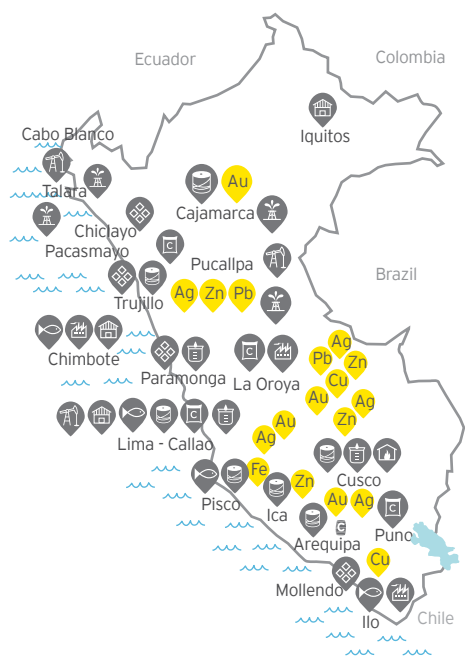 Ecuador
Colombia
Iquitos
Cabo Blanco
Talara
Au
Cajamarca
Chiclayo
Pacasmayo
C
Pucallpa
Brazil
Trujillo
Ag Zn Pb
Chimbote
Paramonga
C
La Oroya
Ag
Pb
Zn
Cu
Au
Ag
Zn
C
Lima - Callao
Au
Ag
Cusco
Fe
Pisco
Ica
Zn
Au Ag
C
Puno
Arequipa
C
Cu
Mollendo
Ilo
Chile